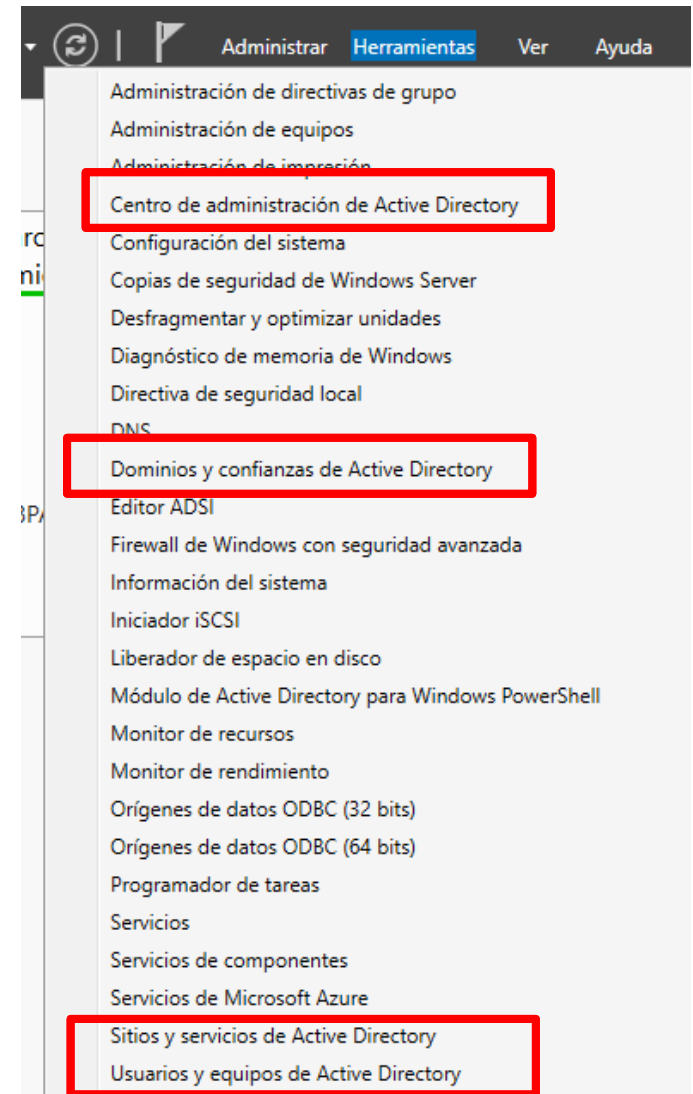 Administrar Herramientas Ver Ayuda
Administración de directivas de grupo
Administración de equipos
Administración de impresión
Centro de administración de Active Directory
Configuración del sistema
Copias de seguridad de Windows Server
Desfragmentar y optimizar unidades
Diagnóstico de memoria de Windows
Directiva de seguridad local
DNS
Dominios y confianzas de Active Directory
Editor ADSI
Firewall de Windows con seguridad avanzada
Información del sistema
Iniciador iSCSI
Liberador de espacio en disco
Módulo de Active Directory para Windows PowerShell
Monitor de recursos
Monitor de rendimiento
Orígenes de datos ODBC (32 bits)
Orígenes de datos ODBC (64 bits)
Programador de tareas
Servicios
Servicios de componentes
Servicios de Microsoft Azure
Sitios y servicios de Active Directory
Usuarios y equipos de Active Directory